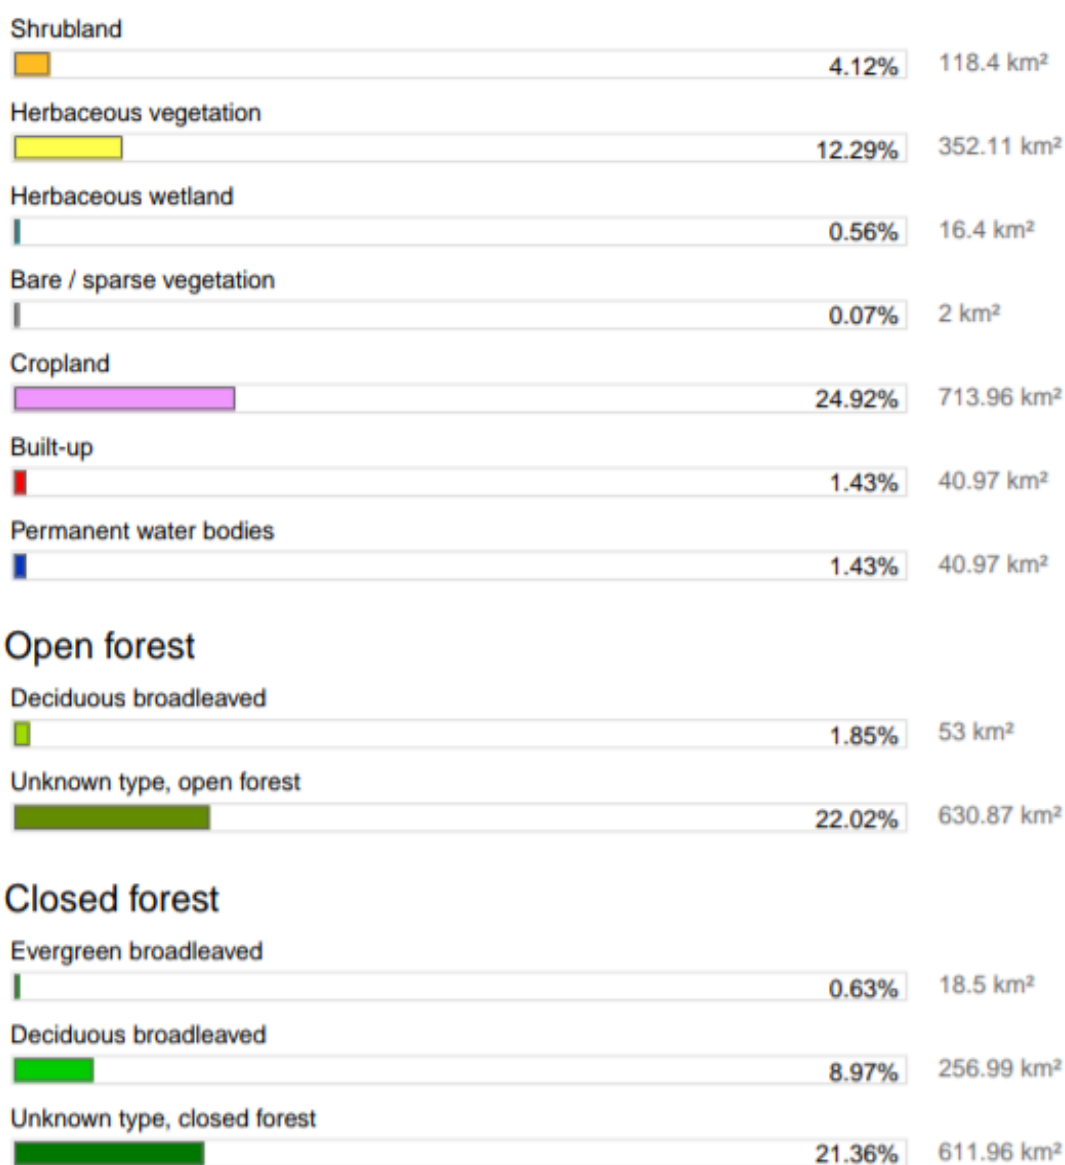 Shrubland
4.12% 118.4 km²
Herbaceous vegetation
12.29% 352.11 km²
Herbaceous wetland
0.56% 16.4 km²
Bare / sparse vegetation
0.07% 2 km²
Cropland
24.92% 713.96 km²
Built-up
1.43% 40.97 km²
Permanent water bodies
1.43% 40.97 km²
Open forest
Deciduous broadleaved
1.85% 53 km²
Unknown type, open forest
22.02% 630.87 km²
Closed forest
Evergreen broadleaved
0.63% 18.5 km²
Deciduous broadleaved
8.97% 256.99 km²
Unknown type, closed forest
21.36% 611.96 km²